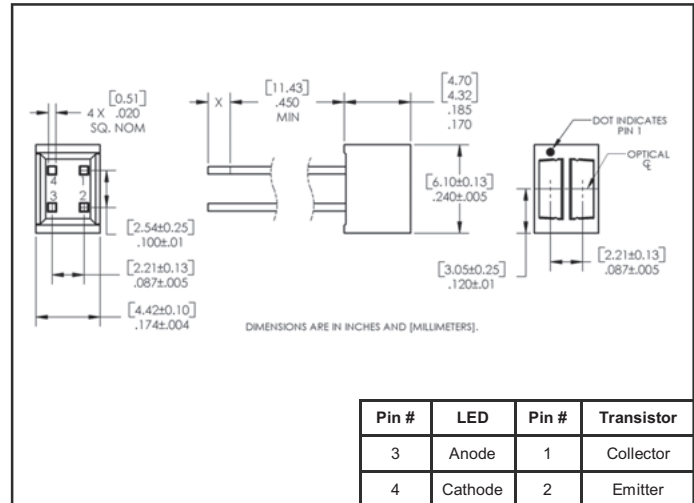 [0.51]
4 X .020
SQ. NOM
X
[11.43]
.450
MIN
[4.70]
4.32
.185
.170
DOT INDICATES
PIN 1
OPTICAL
℄
4 1
3 2
[2.54±0.25]
.100±.01
[2.21±0.13]
.087±.005
[4.42±0.10]
.174±.004
[6.10±0.13]
.240±.005
[3.05±0.25]
.120±.01
[2.21±0.13]
.087±.005
DIMENSIONS ARE IN INCHES AND [MILLIMETERS].
Pin # LED Pin # Transistor
3 Anode 1 Collector
4 Cathode 2 Emitter